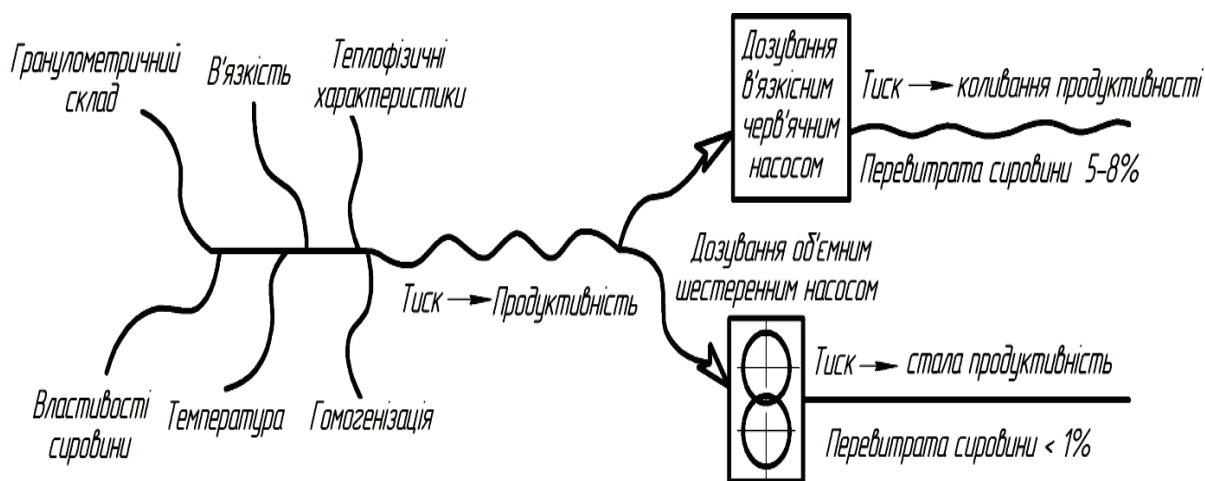 Гранулометричний
склад
В'язкість
Теплофізичні
характеристики
Дозування
в'язкісним
черв'ячним
насосом
Тиск → коливання продуктивності
Перевитрата сировини 5-8%
Тиск → Продуктивність
Дозування об'ємним
шестеренним насосом
Тиск → стала продуктивність
Перевитрата сировини < 1%
Властивості
сировини
Температура
Гомогенізація